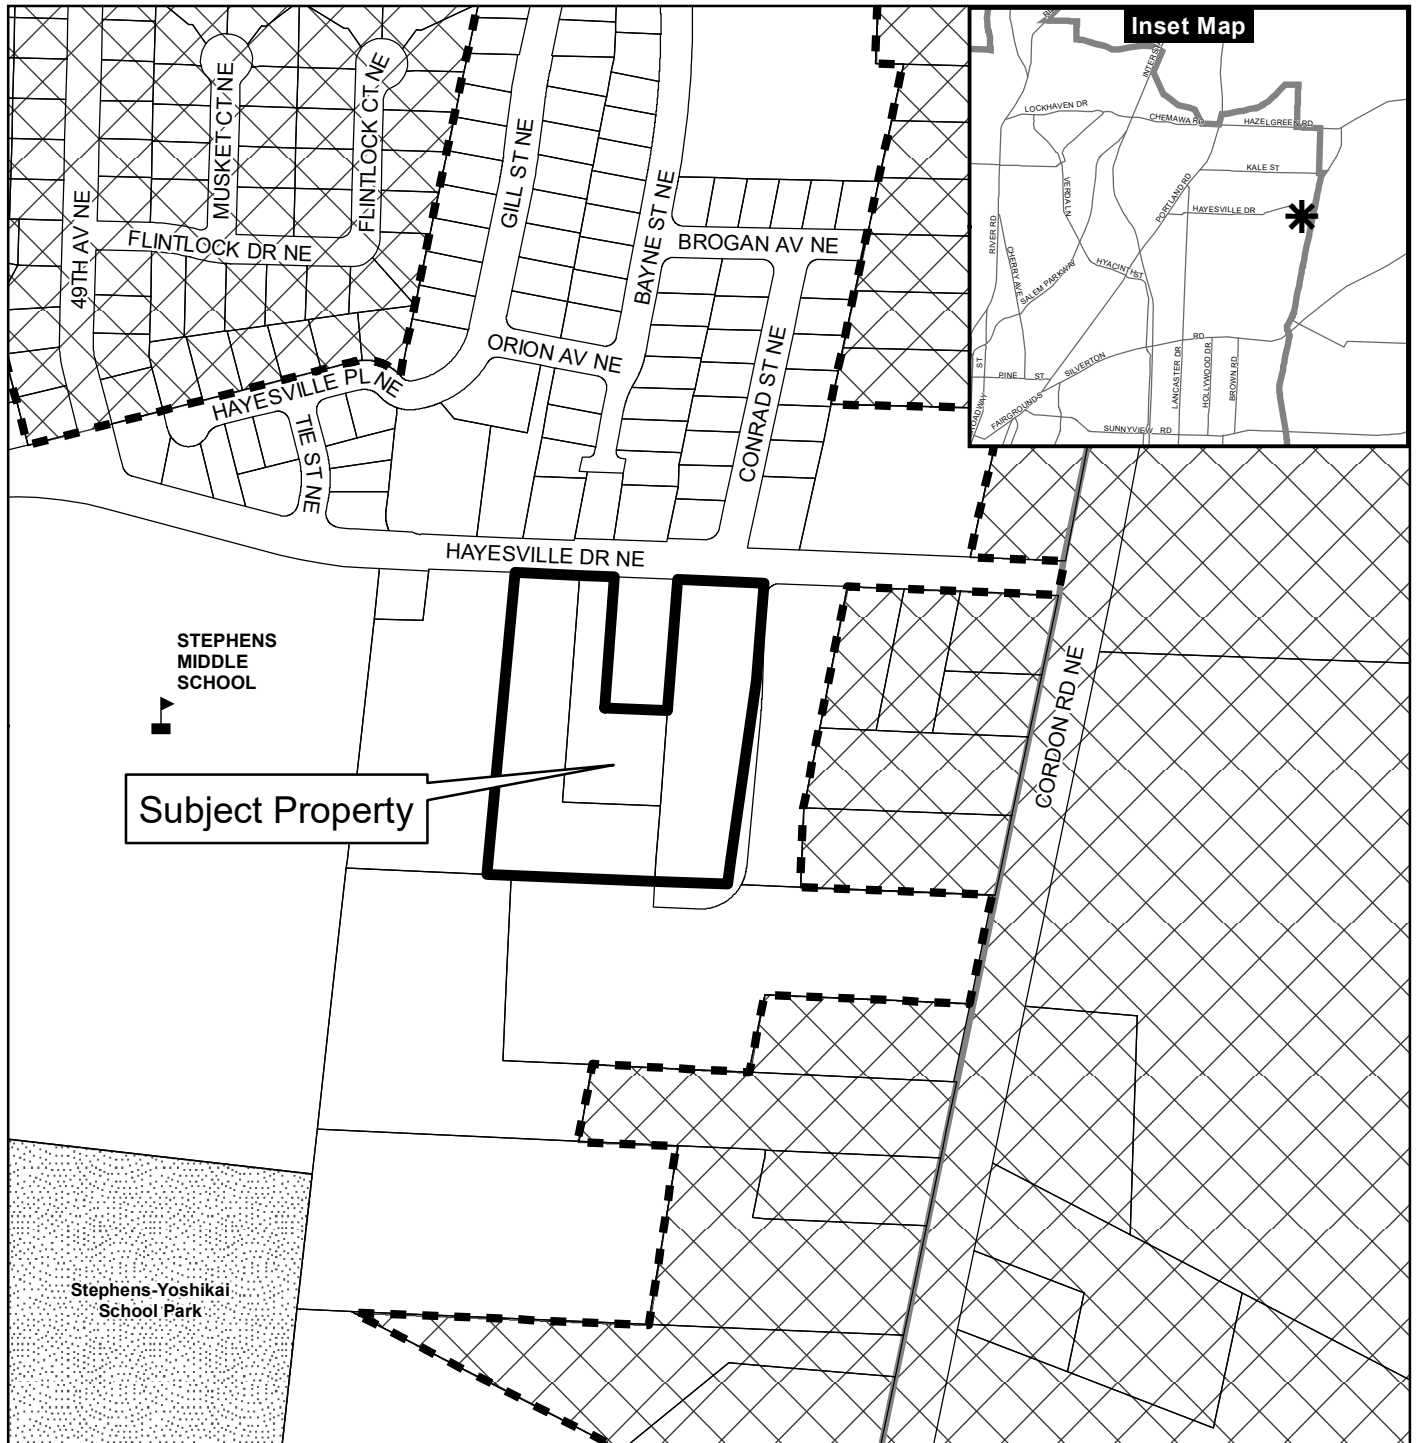 Inset Map
INTERSTA
LOCKHAVEN DR
CHEMAWA RD
HAZELGREEN RD
KALE ST
VERDA LN
PORTLAND RD
HAYESVILLE DR
RIVER RD
CHERRY AVE
SALEM PARKWAY
HYACINTH ST
SILVERTON
RD
PINE ST
ST
LANCASTER DR
HOLLYWOOD DR
BROWN RD
FAIRGROUNDS
ROADWAY
SUNNYVIEW RD
MUSKET CT NE
FLINTLOCK CT NE
GILL ST NE
BAYNE ST NE
49TH AV NE
FLINTLOCK DR NE
BROGAN AV NE
ORION AV NE
CONRAD ST NE
HAYESVILLE PL NE
TIE ST NE
HAYESVILLE DR NE
STEPHENS
MIDDLE
SCHOOL
CORDON RD NE
Subject Property
Stephens-Yoshikai
School Park